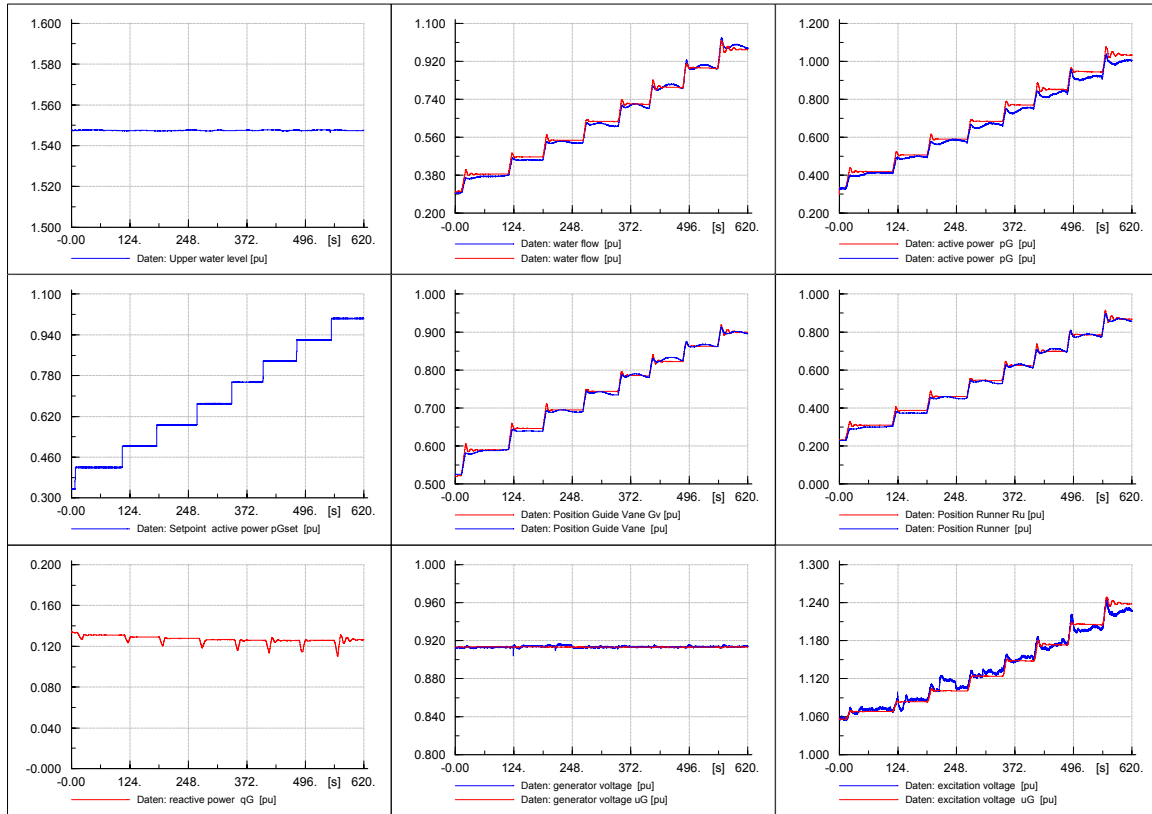 1.600
1.580
1.560
1.540
1.520
1.500
-0.00 124. 248. 372. 496. [s] 620.
Daten: Upper water level [pu]
1.100
0.920
0.740
0.560
0.380
0.200
-0.00 124. 248. 372. 496. [s] 620.
Daten: water flow [pu]
Daten: water flow [pu]
1.200
1.000
0.800
0.600
0.400
0.200
-0.00 124. 248. 372. 496. [s] 620.
Daten: active power pG [pu]
Daten: active power pG [pu]
1.100
0.940
0.780
0.620
0.460
0.300
-0.00 124. 248. 372. 496. [s] 620.
Daten: Setpoint active power pGset [pu]
1.000
0.900
0.800
0.700
0.600
0.500
-0.00 124. 248. 372. 496. [s] 620.
Daten: Position Guide Vane Gv [pu]
Daten: Position Guide Vane [pu]
1.000
0.800
0.600
0.400
0.200
0.000
-0.00 124. 248. 372. 496. [s] 620.
Daten: Position Runner Ru [pu]
Daten: Position Runner [pu]
0.200
0.160
0.120
0.080
0.040
-0.000
-0.00 124. 248. 372. 496. [s] 620.
Daten: reactive power qG [pu]
1.000
0.960
0.920
0.880
0.840
0.800
-0.00 124. 248. 372. 496. [s] 620.
Daten: generator voltage [pu]
Daten: generator voltage uG [pu]
1.300
1.240
1.180
1.120
1.060
1.000
-0.00 124. 248. 372. 496. [s] 620.
Daten: excitation voltage [pu]
Daten: excitation voltage uG [pu]